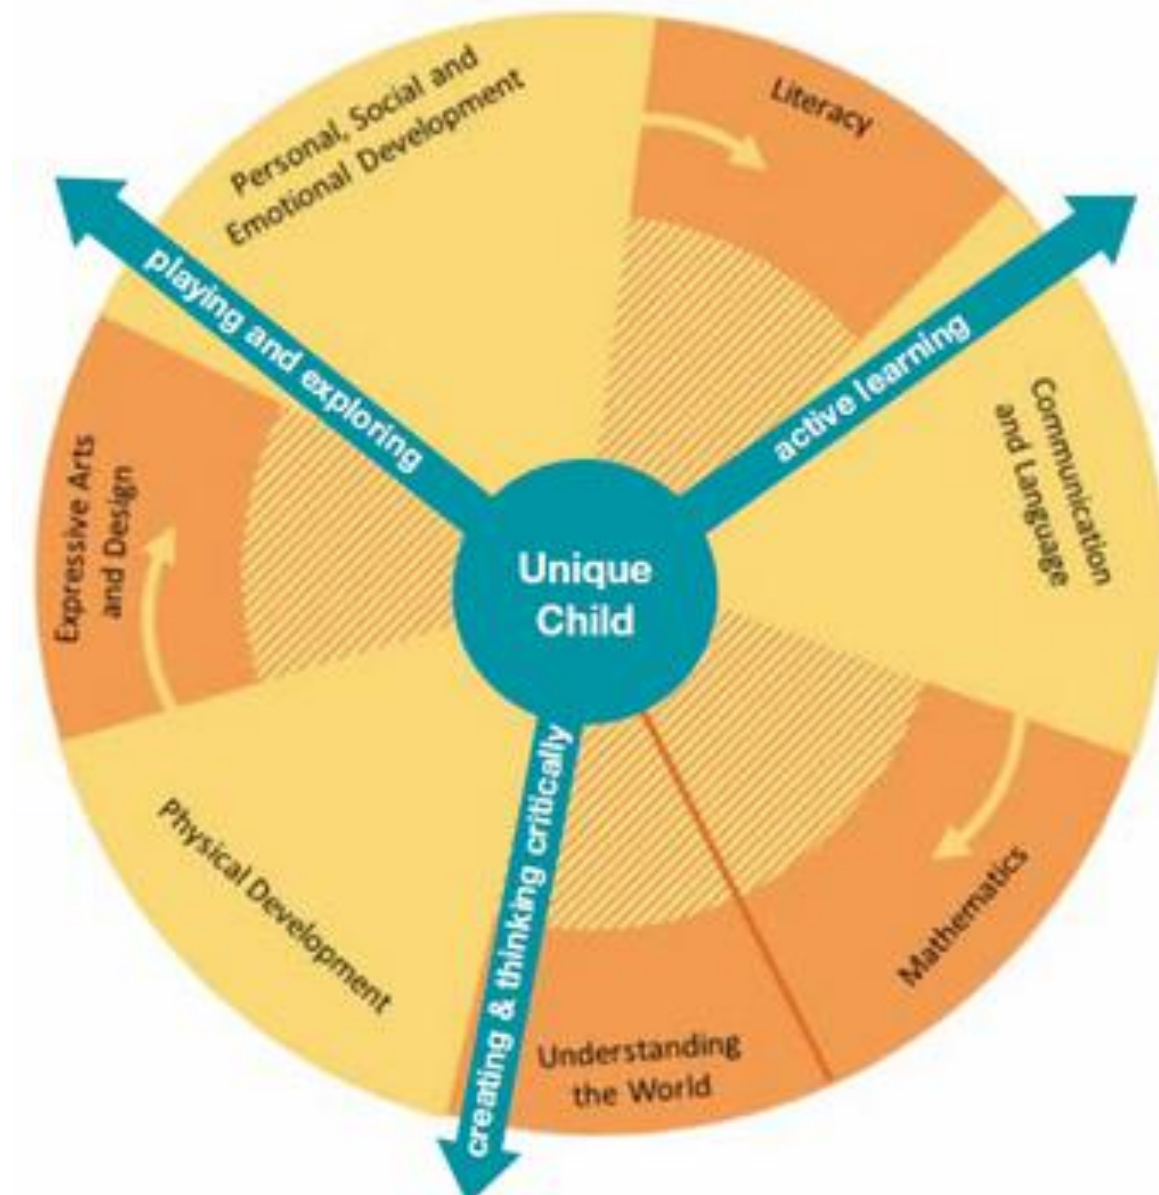 Personal, Social and
Emotional Development
Literacy
playing and exploring
active learning
Communication
and Language
Expressive Arts
and Design
Unique
Child
creating & thinking critically
Physical Development
Mathematics
Understanding
the World